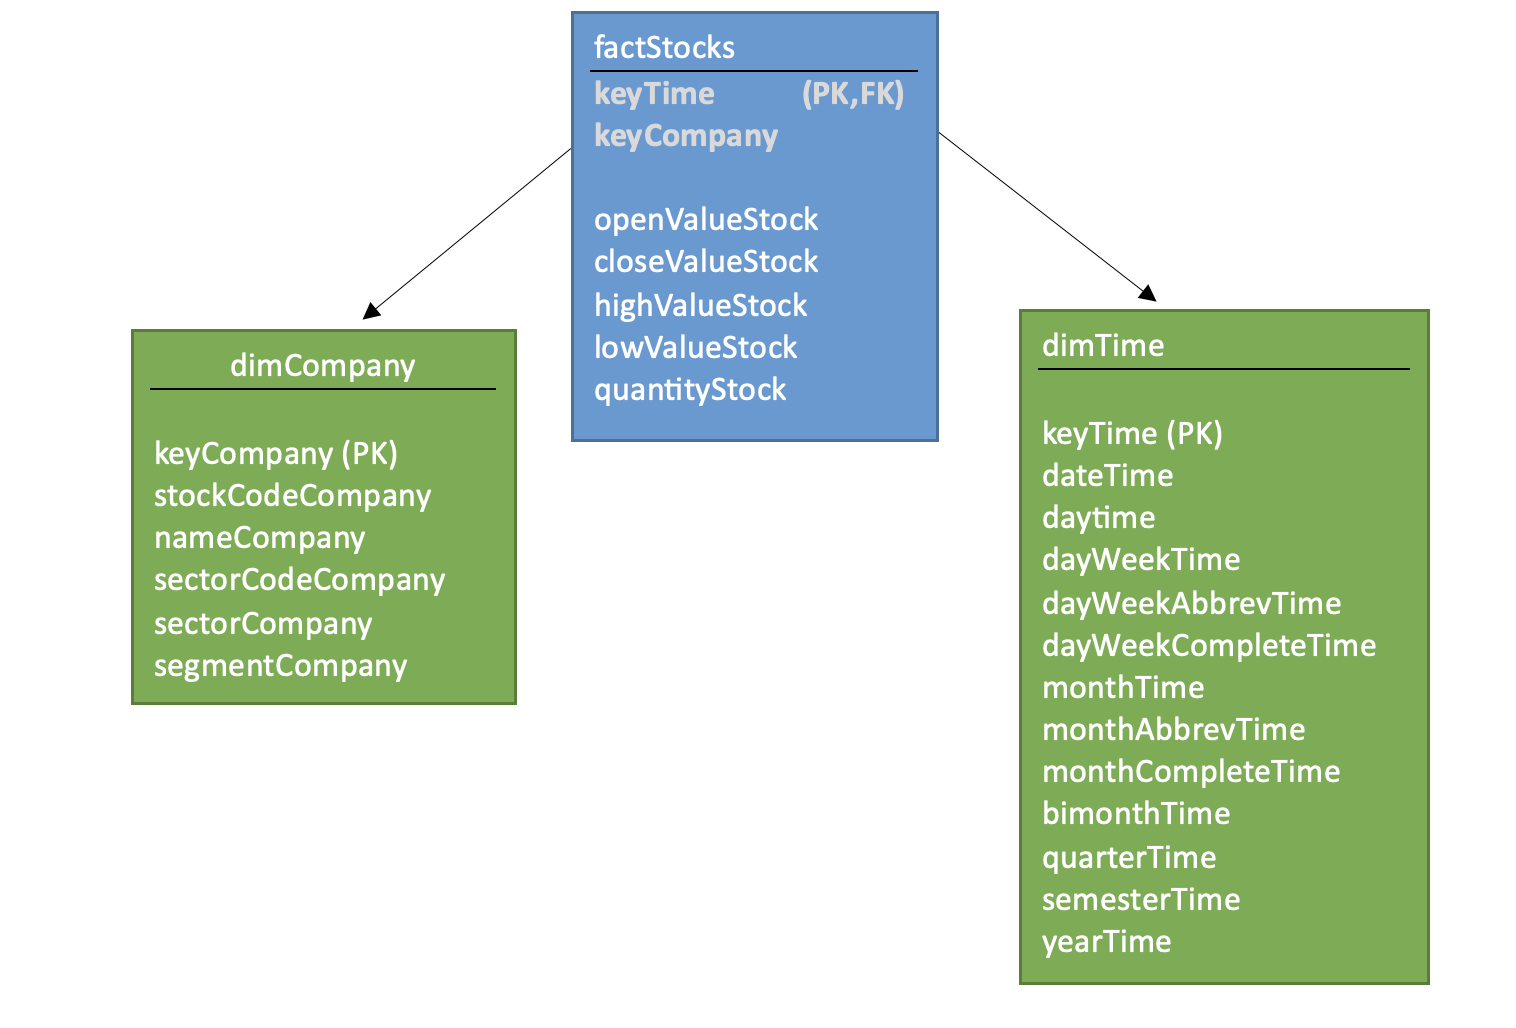 factStocks
keyTime (PK,FK)
keyCompany
openValueStock
closeValueStock
highValueStock
lowValueStock
quantityStock
dimCompany
keyCompany (PK)
stockCodeCompany
nameCompany
sectorCodeCompany
sectorCompany
segmentCompany
dimTime
keyTime (PK)
dateTime
daytime
dayWeekTime
dayWeekAbbrevTime
dayWeekCompleteTime
monthTime
monthAbbrevTime
monthCompleteTime
bimonthTime
quarterTime
semesterTime
yearTime